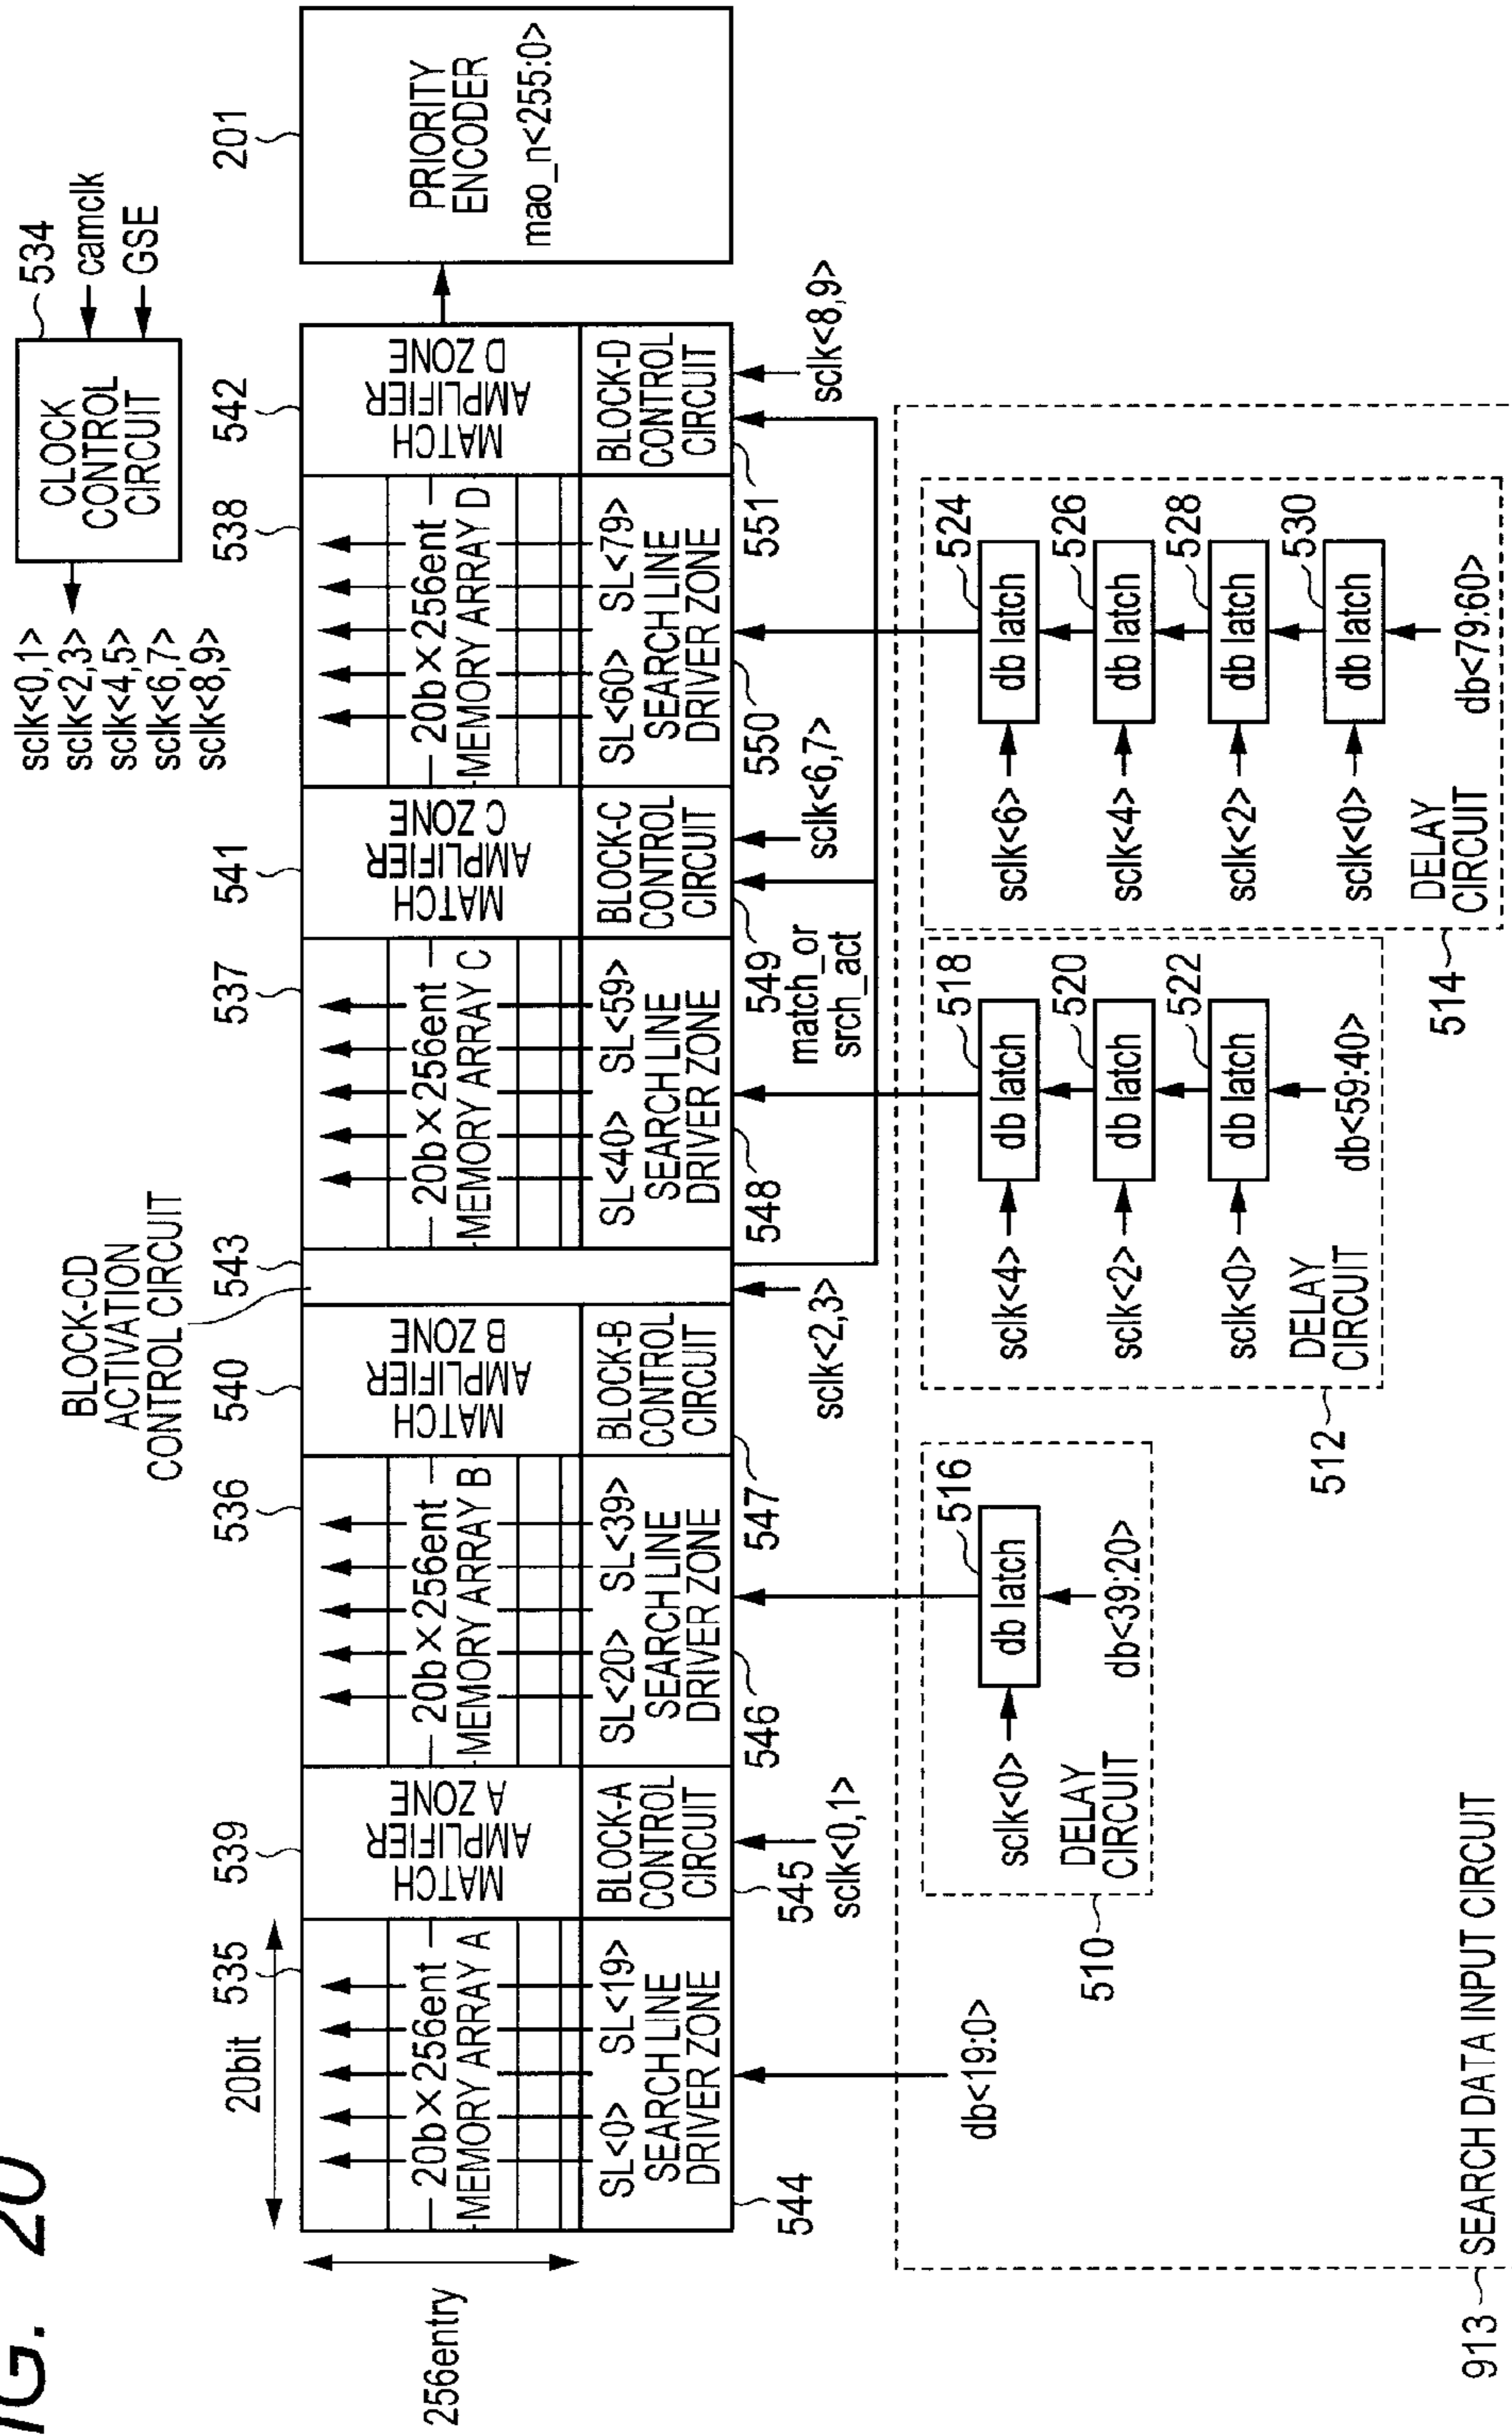 IG. 20
sclk<0,1>
sclk<2,3>
sclk<4,5>
sclk<6,7>
sclk<8,9>
CLOCK
CONTROL
CIRCUIT
534
camclk
GSE
BLOCK-CD
ACTIVATION
CONTROL CIRCUIT
20bit
535
539
536
540
543
537
541
538
542
201
256entry
20b×256ent
MEMORY ARRAY A
MATCH
AMPLIFIER
A ZONE
20b×256ent
MEMORY ARRAY B
MATCH
AMPLIFIER
B ZONE
20b×256ent
MEMORY ARRAY C
MATCH
AMPLIFIER
C ZONE
20b×256ent
MEMORY ARRAY D
MATCH
AMPLIFIER
D ZONE
PRIORITY
ENCODER
mao_n<255:0>
SL<0> SL<19>
SEARCH LINE
DRIVER ZONE
BLOCK-A
CONTROL
CIRCUIT
SL<20> SL<39>
SEARCH LINE
DRIVER ZONE
BLOCK-B
CONTROL
CIRCUIT
SL<40> SL<59>
SEARCH LINE
DRIVER ZONE
BLOCK-C
CONTROL
CIRCUIT
SL<60> SL<79>
SEARCH LINE
DRIVER ZONE
BLOCK-D
CONTROL
CIRCUIT
544
545
sclk<0,1>
546
547
sclk<2,3>
548
549
match_or
srch_act
sclk<6,7>
550
551
sclk<8,9>
db<19:0>
sclk<0>
db latch
516
db<39:20>
DELAY
CIRCUIT
510
sclk<4>
db latch
518
sclk<2>
db latch
520
sclk<0>
db latch
522
db<59:40>
DELAY
CIRCUIT
512
sclk<6>
db latch
524
sclk<4>
db latch
526
sclk<2>
db latch
528
sclk<0>
db latch
530
db<79:60>
DELAY
CIRCUIT
514
913 SEARCH DATA INPUT CIRCUIT